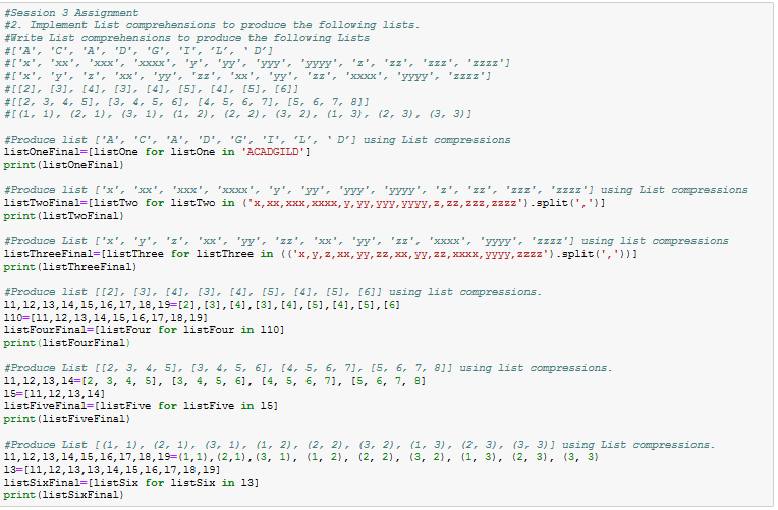 #Session 3 Assignment
#2. Implement List comprehensions to produce the following lists.
#Write List comprehensions to produce the following Lists
#['A', 'C', 'A', 'D', 'G', 'I', 'L', ' D']
#['x', 'xx', 'xxx', 'xxxx', 'y', 'yy', 'yyy', 'yyyy', 'z', 'zz', 'zzz', 'zzzz']
#['x', 'y', 'z', 'xx', 'yy', 'zz', 'xx', 'yy', 'zz', 'xxxx', 'yyyy', 'zzzz']
#[[2], [3], [4], [3], [4], [5], [4], [5], [6]]
#[[2, 3, 4, 5], [3, 4, 5, 6], [4, 5, 6, 7], [5, 6, 7, 8]]
#[(1, 1), (2, 1), (3, 1), (1, 2), (2, 2), (3, 2), (1, 3), (2, 3), (3, 3)]
#Produce list ['A', 'C', 'A', 'D', 'G', 'I', 'L', ' D'] using List compressions
listOneFinal=[listOne for listOne in 'ACADGILD']
print(listOneFinal)
#Produce list ['x', 'xx', 'xxx', 'xxxx', 'y', 'yy', 'yyy', 'yyyy', 'z', 'zz', 'zzz', 'zzzz'] using List compressions
listTwoFinal=[listTwo for listTwo in ('x,xx,xxx,xxxx,y,yy,yyy,yyyy,z,zz,zzz,zzzz').split(',')]
print(listTwoFinal)
#Produce List ['x', 'y', 'z', 'xx', 'yy', 'zz', 'xx', 'yy', 'zz', 'xxxx', 'yyyy', 'zzzz'] using list compressions
listThreeFinal=[listThree for listThree in (('x,y,z,xx,yy,zz,xx,yy,zz,xxxx,yyyy,zzzz').split(','))]
print(listThreeFinal)
#Produce list [[2], [3], [4], [3], [4], [5], [4], [5], [6]] using list compressions.
l1,l2,l3,l4,l5,l6,l7,l8,l9=[2],[3],[4],[3],[4],[5],[4],[5],[6]
l10=[l1,l2,l3,l4,l5,l6,l7,l8,l9]
listFourFinal=[listFour for listFour in l10]
print(listFourFinal)
#Produce List [[2, 3, 4, 5], [3, 4, 5, 6], [4, 5, 6, 7], [5, 6, 7, 8]] using list compressions.
l1,l2,l3,l4=[2, 3, 4, 5], [3, 4, 5, 6], [4, 5, 6, 7], [5, 6, 7, 8]
l5=[l1,l2,l3,l4]
listFiveFinal=[listFive for listFive in l5]
print(listFiveFinal)
#Produce List [(1, 1), (2, 1), (3, 1), (1, 2), (2, 2), (3, 2), (1, 3), (2, 3), (3, 3)] using List compressions.
l1,l2,l3,l4,l5,l6,l7,l8,l9=(1,1),(2,1),(3, 1), (1, 2), (2, 2), (3, 2), (1, 3), (2, 3), (3, 3)
l3=[l1,l2,l3,l3,l4,l5,l6,l7,l8,l9]
listSixFinal=[listSix for listSix in l3]
print(listSixFinal)